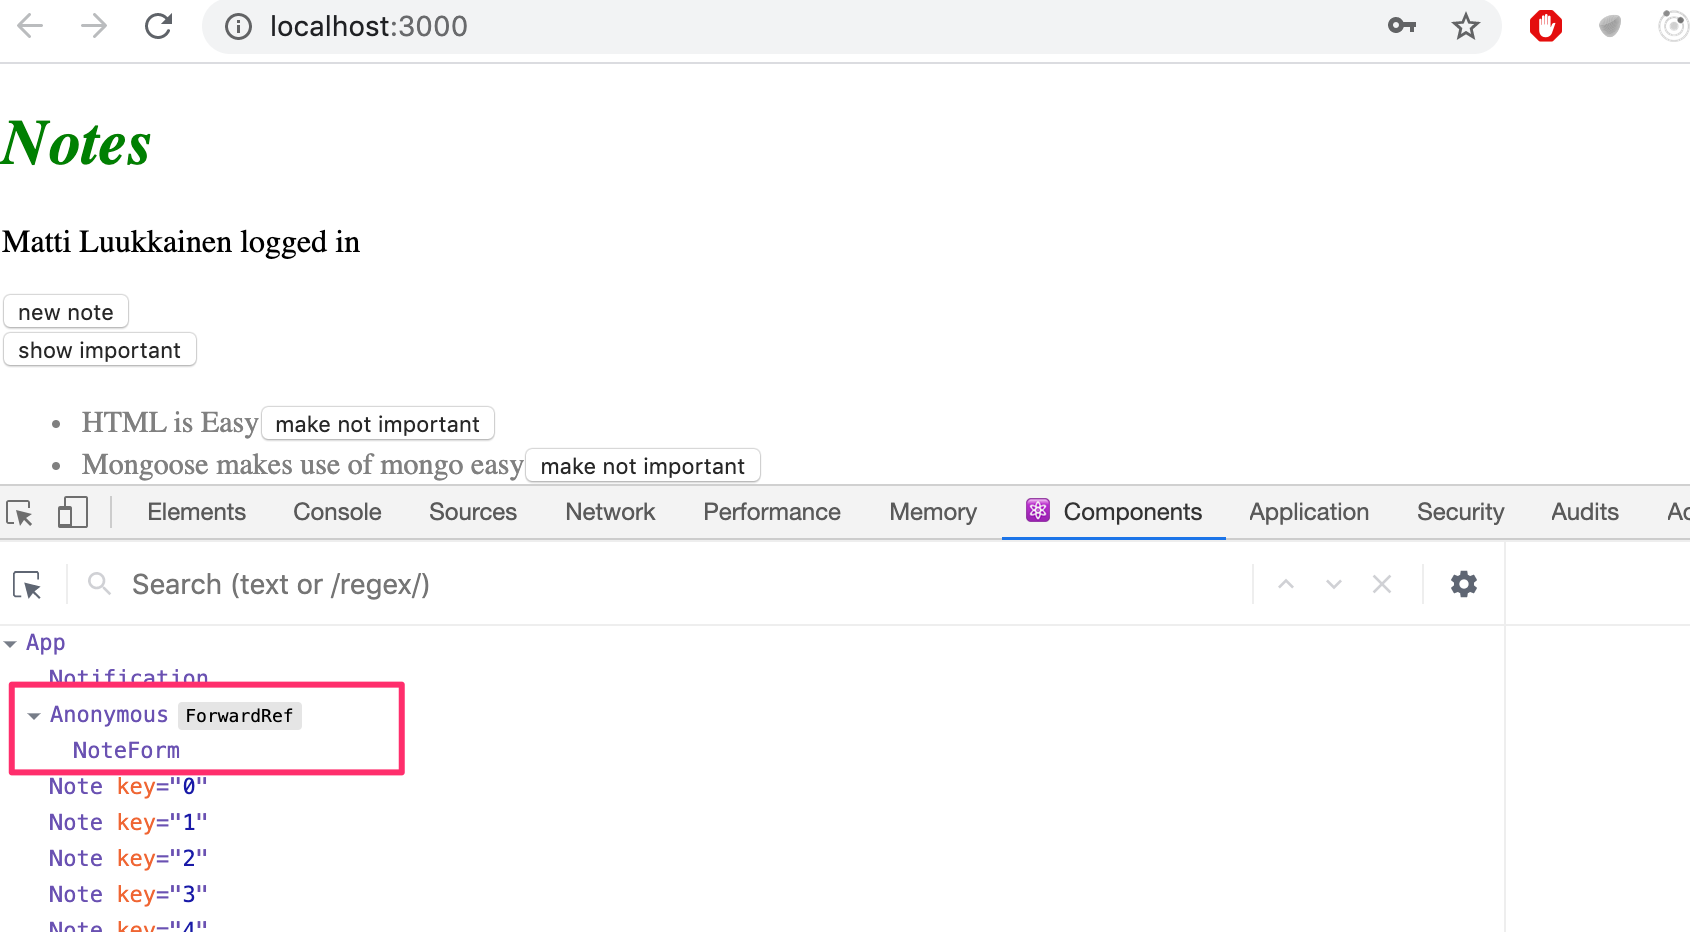 localhost:3000
Notes
Matti Luukkainen logged in
new note
show important
HTML is Easy make not important
Mongoose makes use of mongo easy make not important
Elements Console Sources Network Performance Memory Components Application Security Audits Ac
Search (text or /regex/)
App
Notification
Anonymous ForwardRef
NoteForm
Note key="0"
Note key="1"
Note key="2"
Note key="3"
Note key="4"